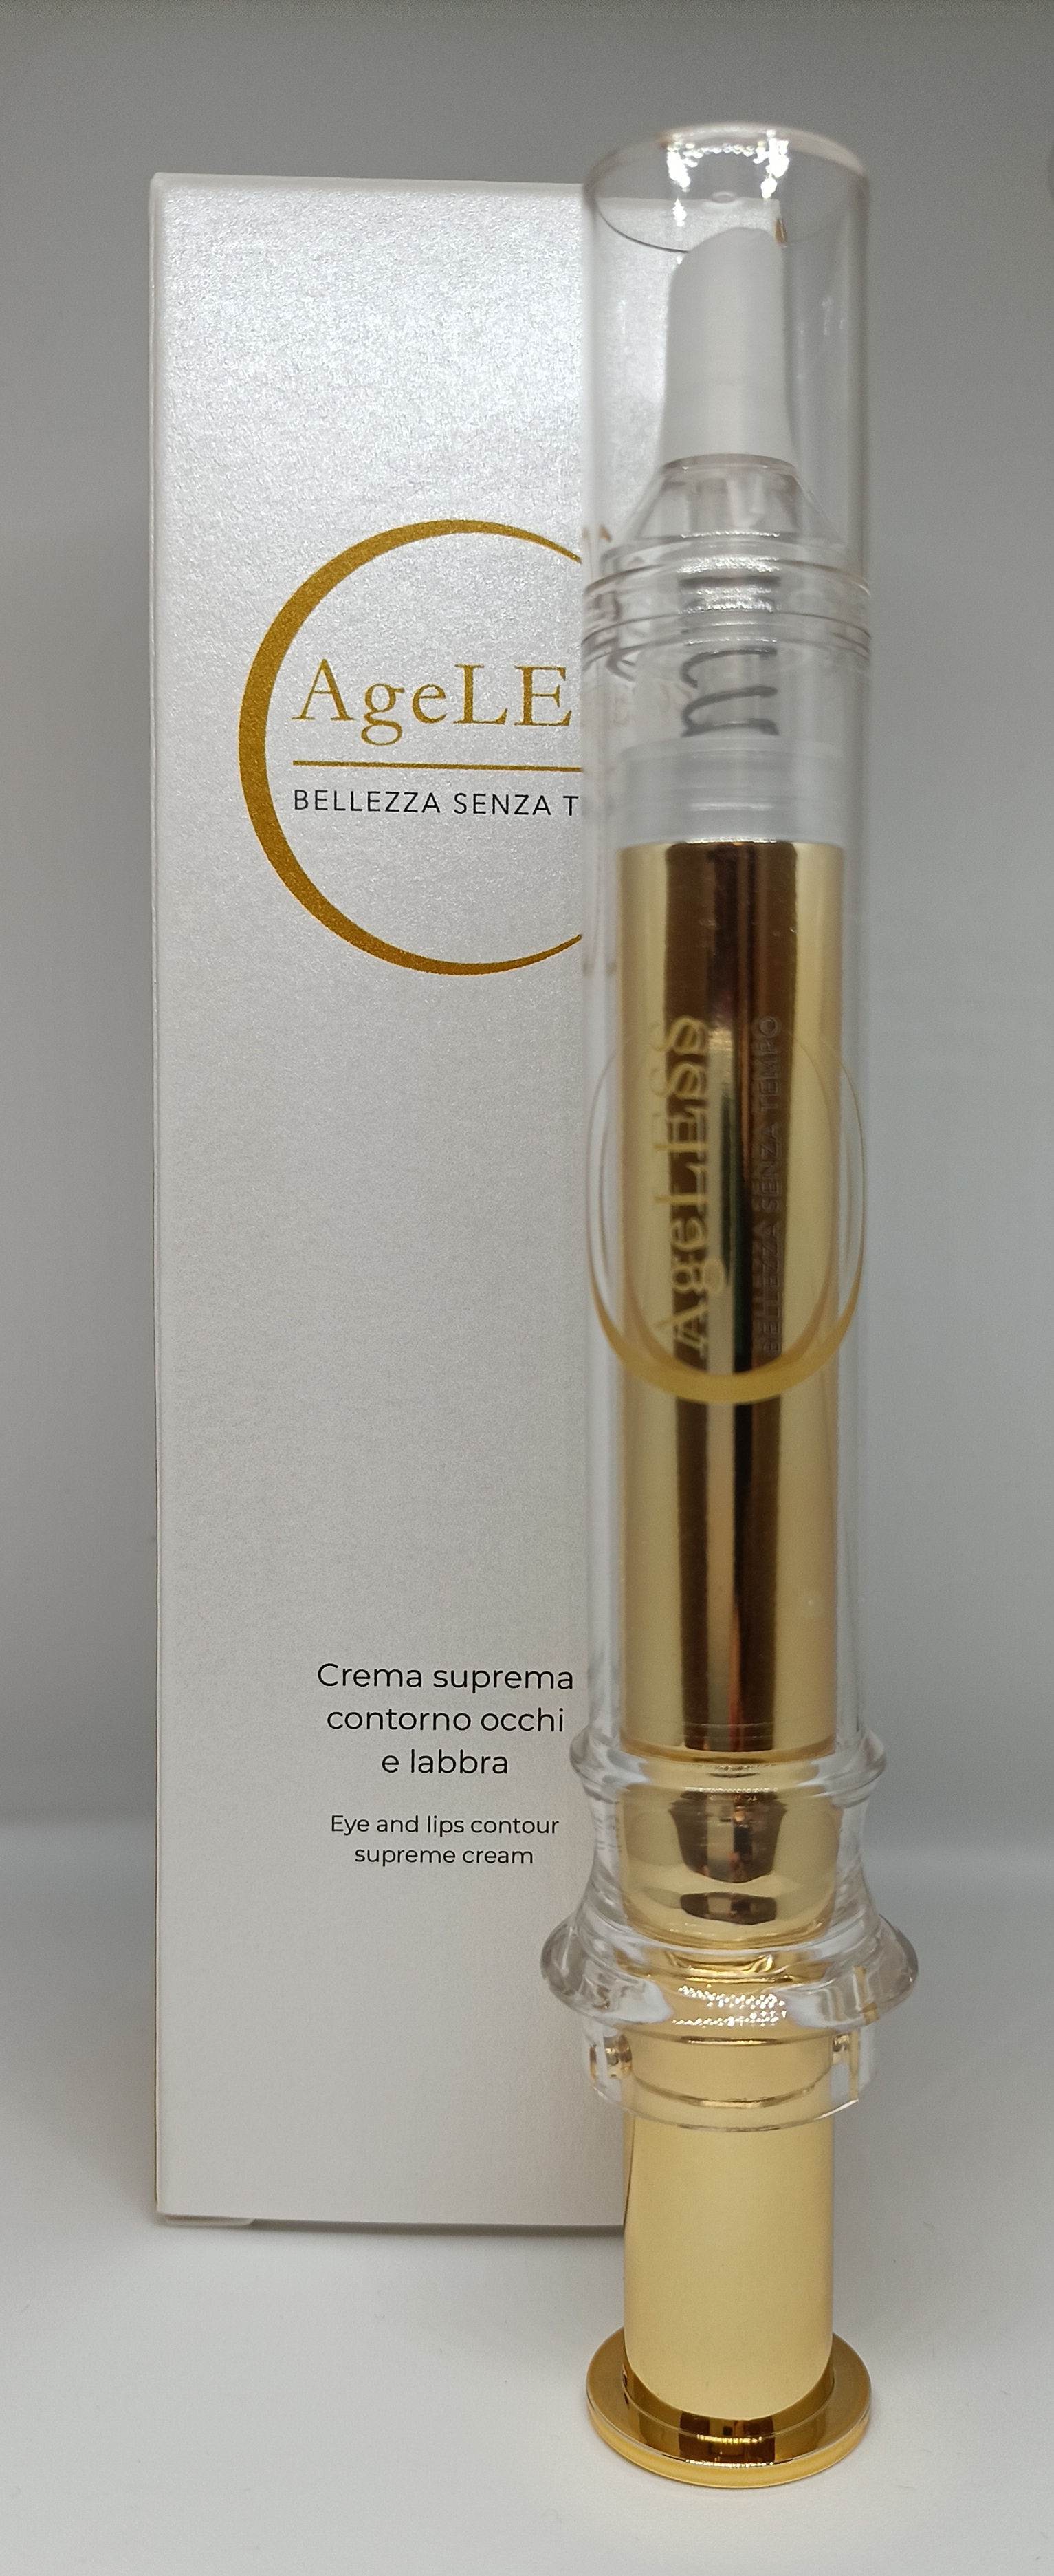 AgeLE
BELLEZZA SENZA T
Crema suprema
contorno occhi
e labbra
Eye and lips contour
supreme cream
AgeLESS
BELLEZZA SENZA TEMPO